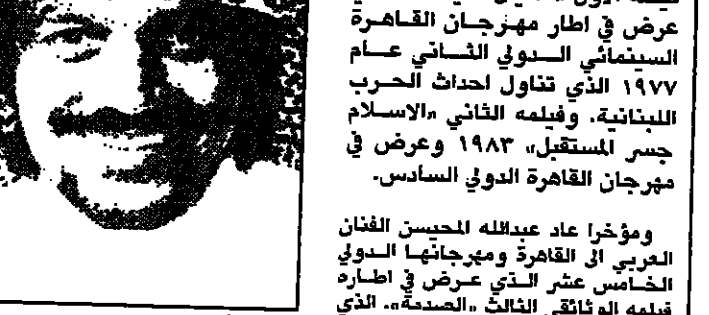 عرض في اطار مهرجان القاهرة
السينمائي الدولي الثاني عام
١٩٧٧ الذي تناول احداث الحرب
اللبنانية. وفيلمه الثاني «الاسلام
جسر المستقبل» ١٩٨٣ وعرض في
مهرجان القاهرة الدولي السادس.
ومؤخرا عاد عبدالله المحيسن الفنان
العربي الى القاهرة ومهرجانها الدولي
الخامس عشر الذي عرض في اطاره
فيلمه الوثائقي الثالث «الصدمة». الذي